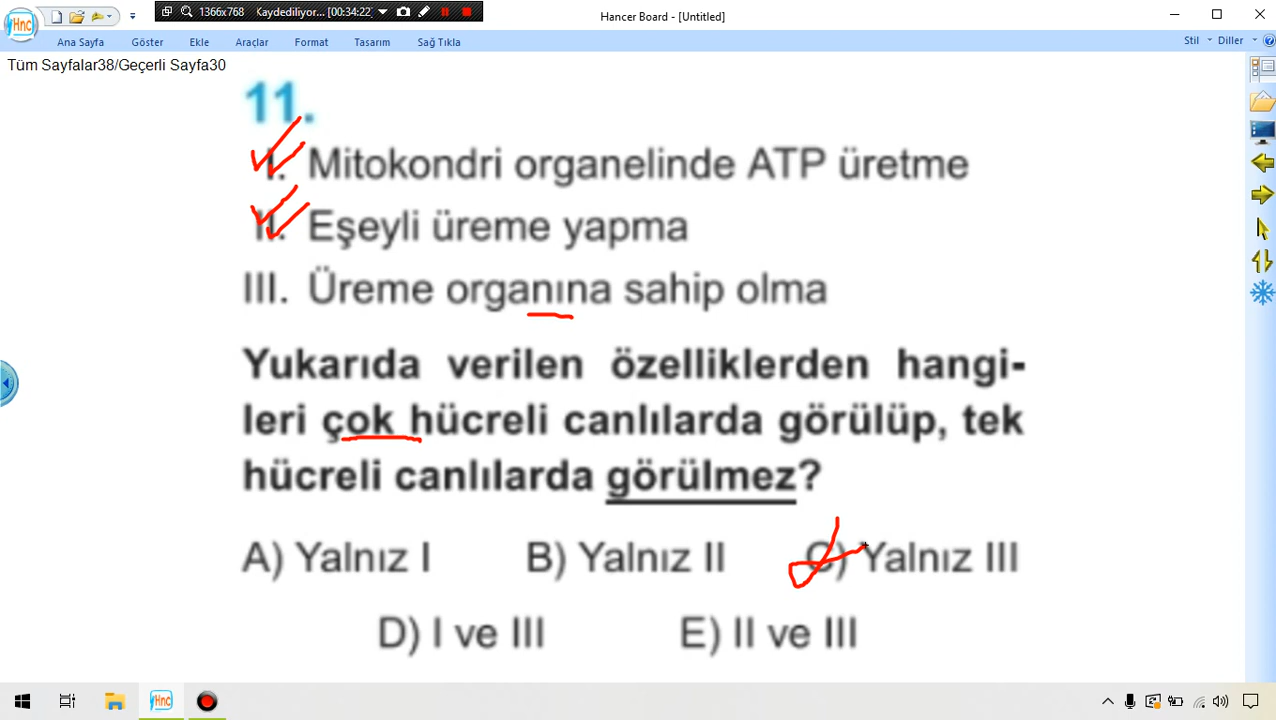 1366x768 Kaydediliyor... [00:34:22]
Hancer Board - [Untitled]
Hnc
Ana Sayfa Göster Ekle Araçlar Format Tasarım Sağ Tıkla Stil Diller
Tüm Sayfalar38/Geçerli Sayfa30
11.
I. Mitokondri organelinde ATP üretme
II. Eşeyli üreme yapma
III. Üreme organına sahip olma
Yukarıda verilen özelliklerden hangi-
leri çok hücreli canlılarda görülüp, tek
hücreli canlılarda görülmez?
A) Yalnız I B) Yalnız II C) Yalnız III
D) I ve III E) II ve III
Hnc